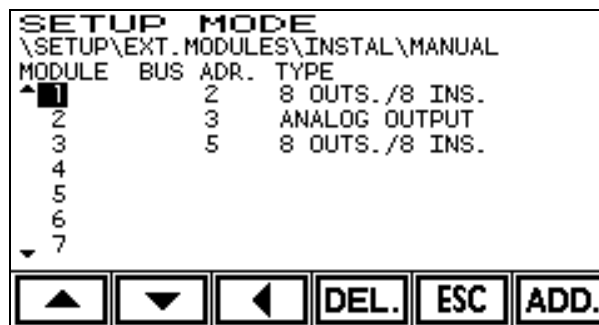 SETUP MODE
\SETUP\EXT.MODULES\INSTAL\MANUAL
MODULE BUS ADR. TYPE
1 2 8 OUTS./8 INS.
2 3 ANALOG OUTPUT
3 5 8 OUTS./8 INS.
4
5
6
7
DEL. ESC ADD.